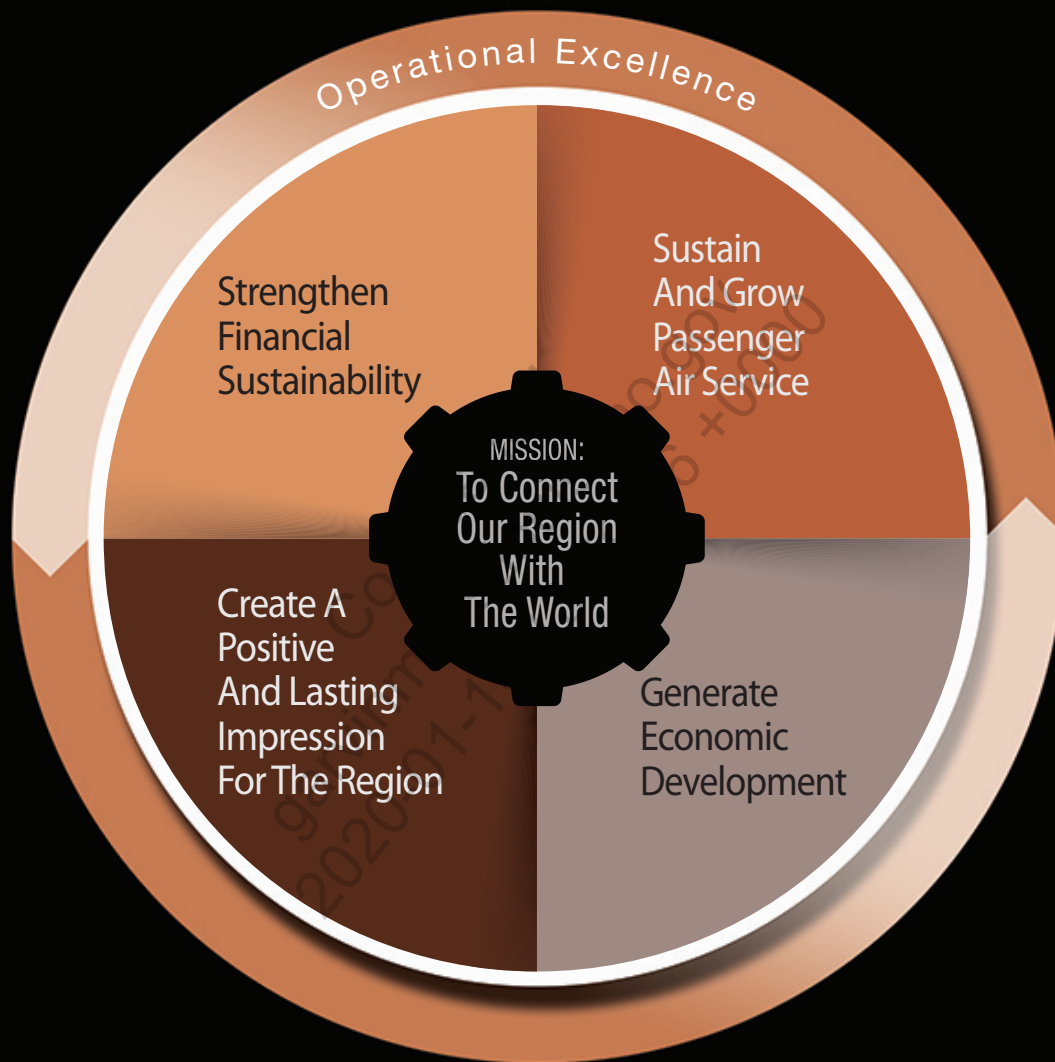 Operational Excellence
Strengthen
Financial
Sustainability
Sustain
And Grow
Passenger
Air Service
MISSION:
To Connect
Our Region
With
The World
Create A
Positive
And Lasting
Impression
For The Region
Generate
Economic
Development